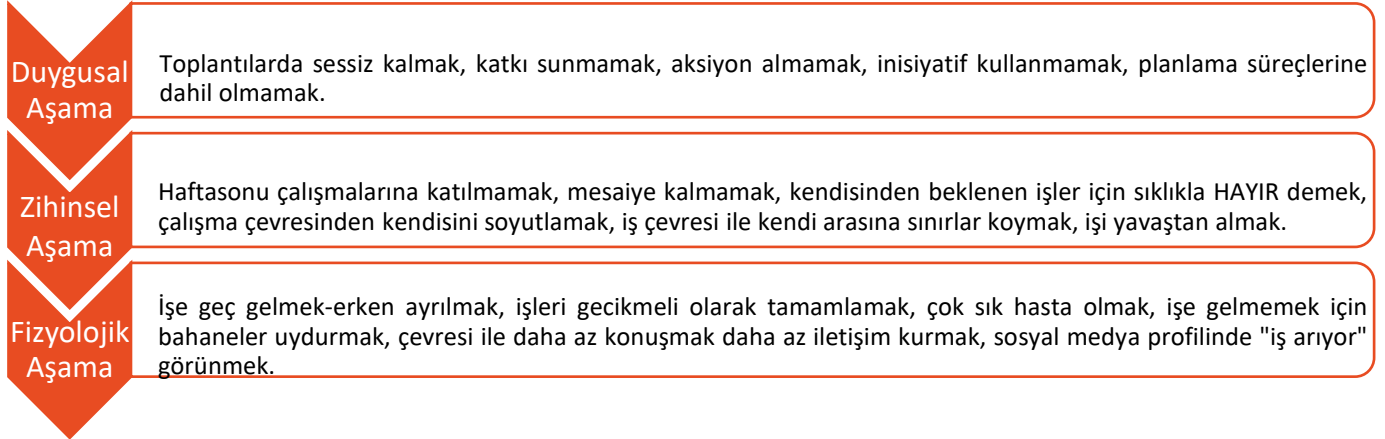 Duygusal
Aşama
Toplantılarda sessiz kalmak, katkı sunmamak, aksiyon almamak, inisiyatif kullanmamak, planlama süreçlerine
dahil olmamak.
Zihinsel
Aşama
Haftasonu çalışmalarına katılmamak, mesaiye kalmamak, kendisinden beklenen işler için sıklıkla HAYIR demek,
çalışma çevresinden kendisini soyutlamak, iş çevresi ile kendi arasına sınırlar koymak, işi yavaştan almak.
Fizyolojik
Aşama
İşe geç gelmek-erken ayrılmak, işleri gecikmeli olarak tamamlamak, çok sık hasta olmak, işe gelmemek için
bahaneler uydurmak, çevresi ile daha az konuşmak daha az iletişim kurmak, sosyal medya profilinde "iş arıyor"
görünmek.